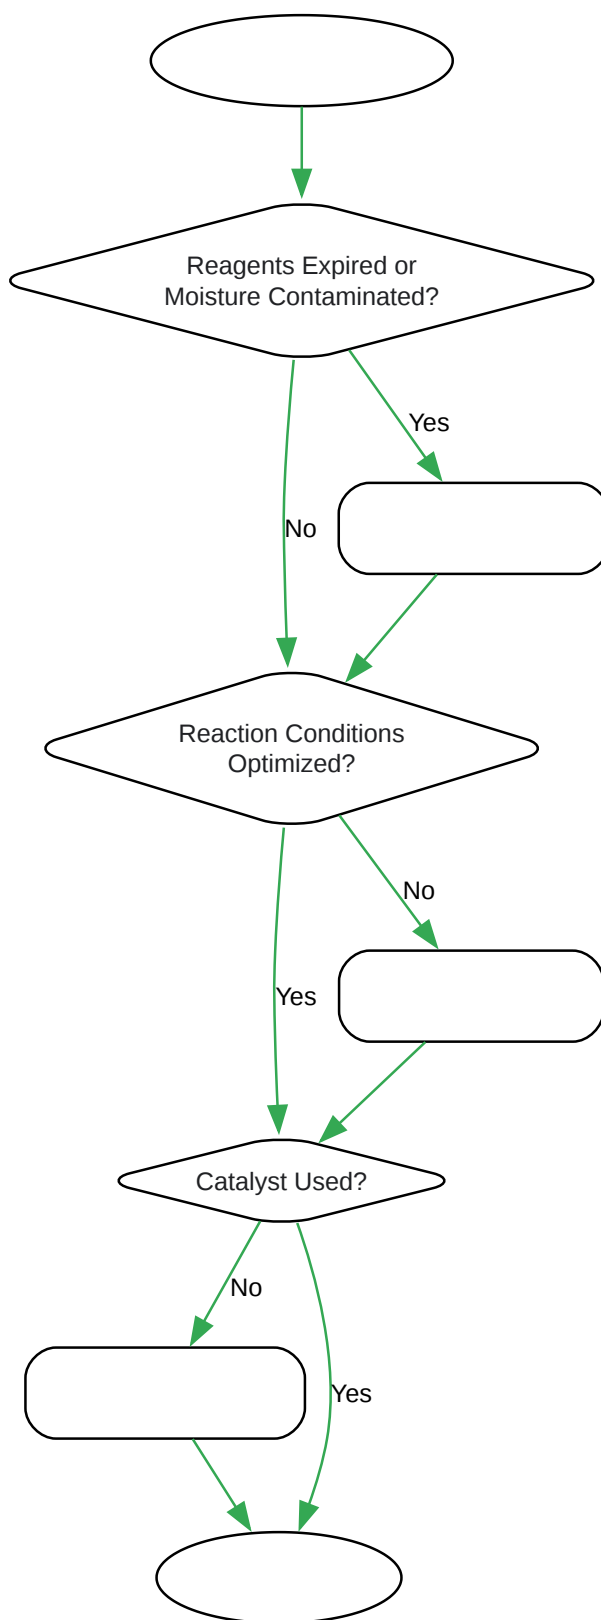 Reagents Expired or
Moisture Contaminated?
Yes
No
Reaction Conditions
Optimized?
No
Yes
Catalyst Used?
No
Yes